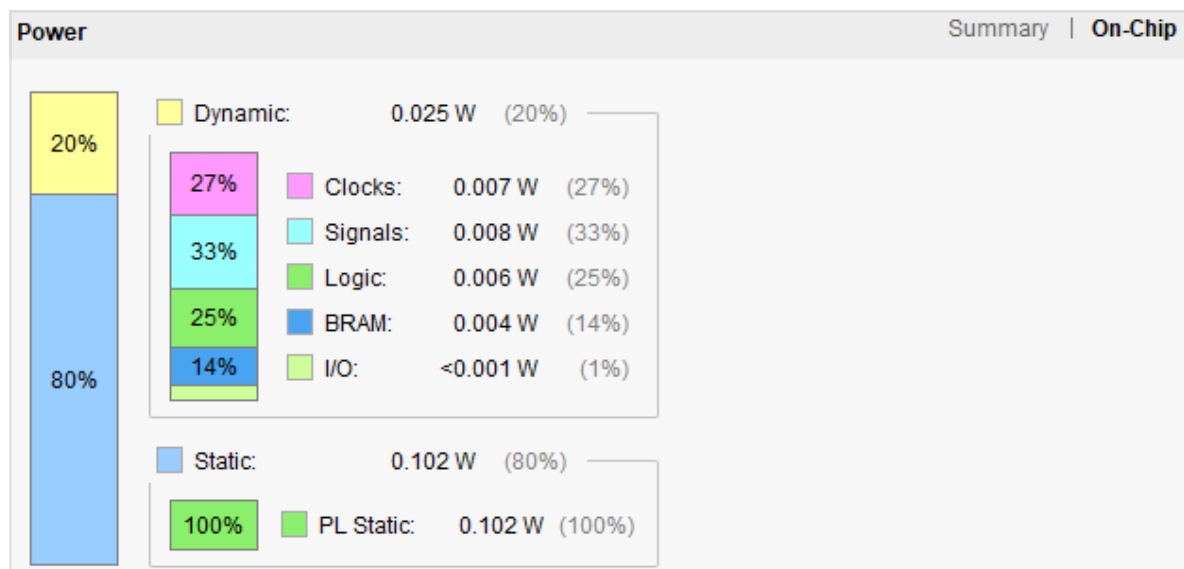 Power Summary | On-Chip
20%
80%
Dynamic: 0.025 W (20%)
27% Clocks: 0.007 W (27%)
33% Signals: 0.008 W (33%)
25% Logic: 0.006 W (25%)
14% BRAM: 0.004 W (14%)
I/O: <0.001 W (1%)
Static: 0.102 W (80%)
100% PL Static: 0.102 W (100%)